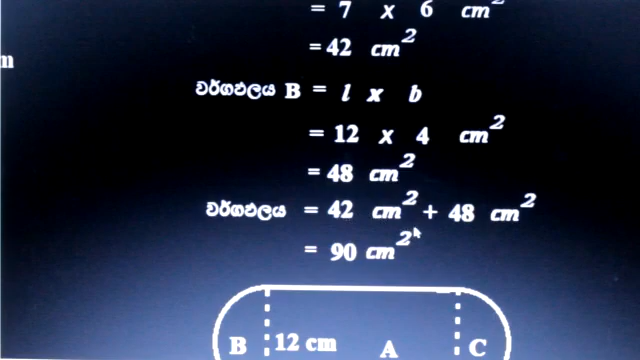 = 7 x 6 cm²
= 42 cm²
m
වර්ගඵලය B = l x b
= 12 x 4 cm²
= 48 cm²
වර්ගඵලය = 42 cm² + 48 cm²
= 90 cm²
B 12 cm A C